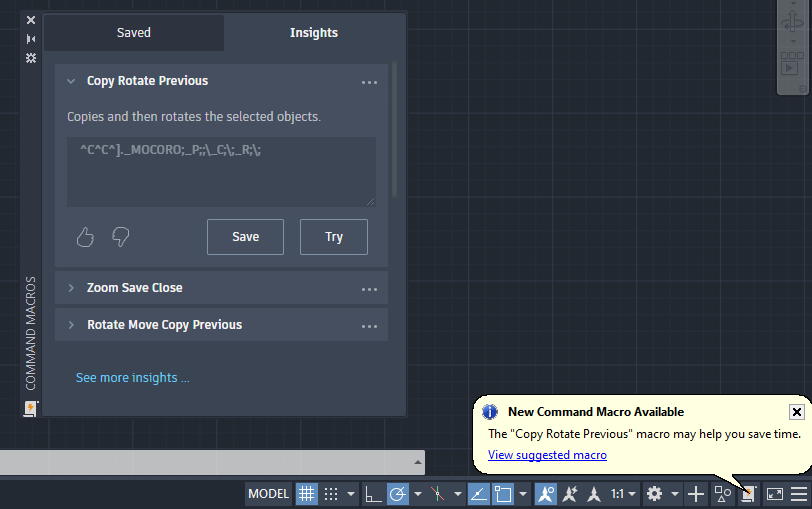 Saved
Insights
Copy Rotate Previous
Copies and then rotates the selected objects.
^C^C^]._MOCORO;_P;;\_C;\;_R;\;
Save
Try
Zoom Save Close
Rotate Move Copy Previous
See more insights ...
COMMAND MACROS
New Command Macro Available
The "Copy Rotate Previous" macro may help you save time.
View suggested macro
MODEL
1:1